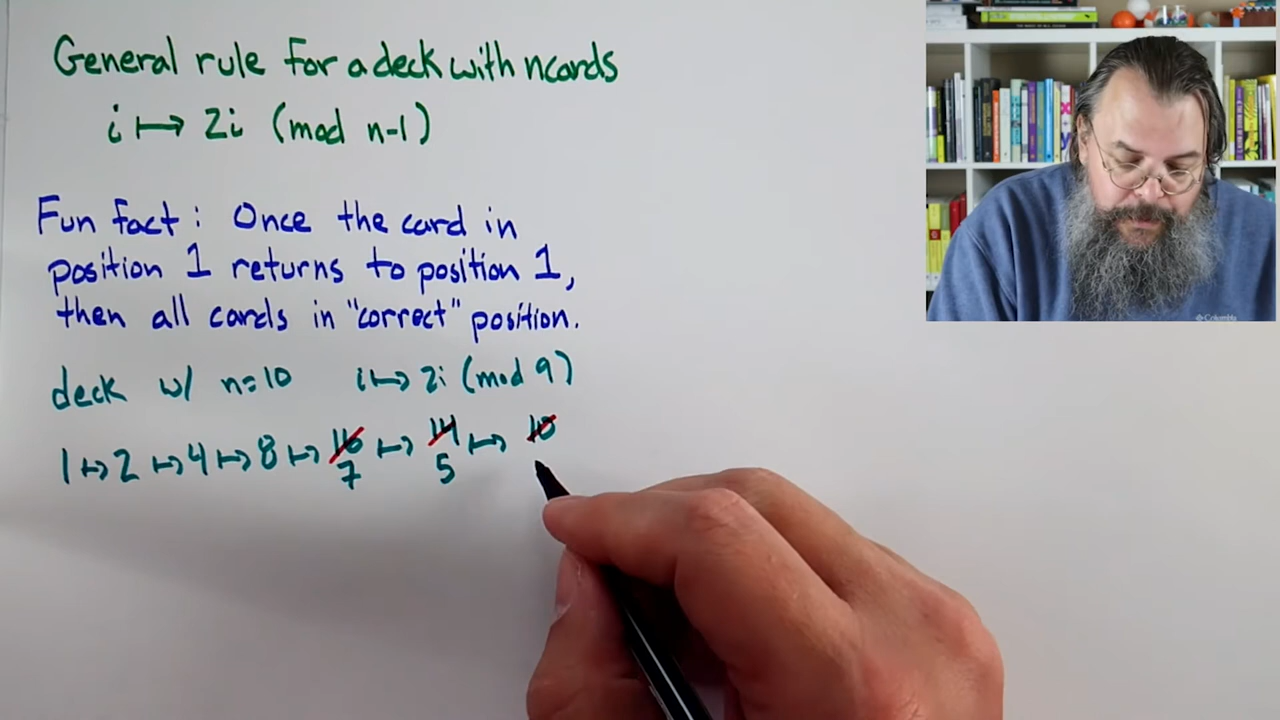 General rule for a deck with n cards
i ↦ 2i (mod n-1)
Fun fact: Once the card in
position 1 returns to position 1,
then all cards in "correct" position.
deck w/ n=10 i ↦ 2i (mod 9)
1 ↦ 2 ↦ 4 ↦ 8 ↦ 16 ↦ 14 ↦ 10
7 5
Columbia